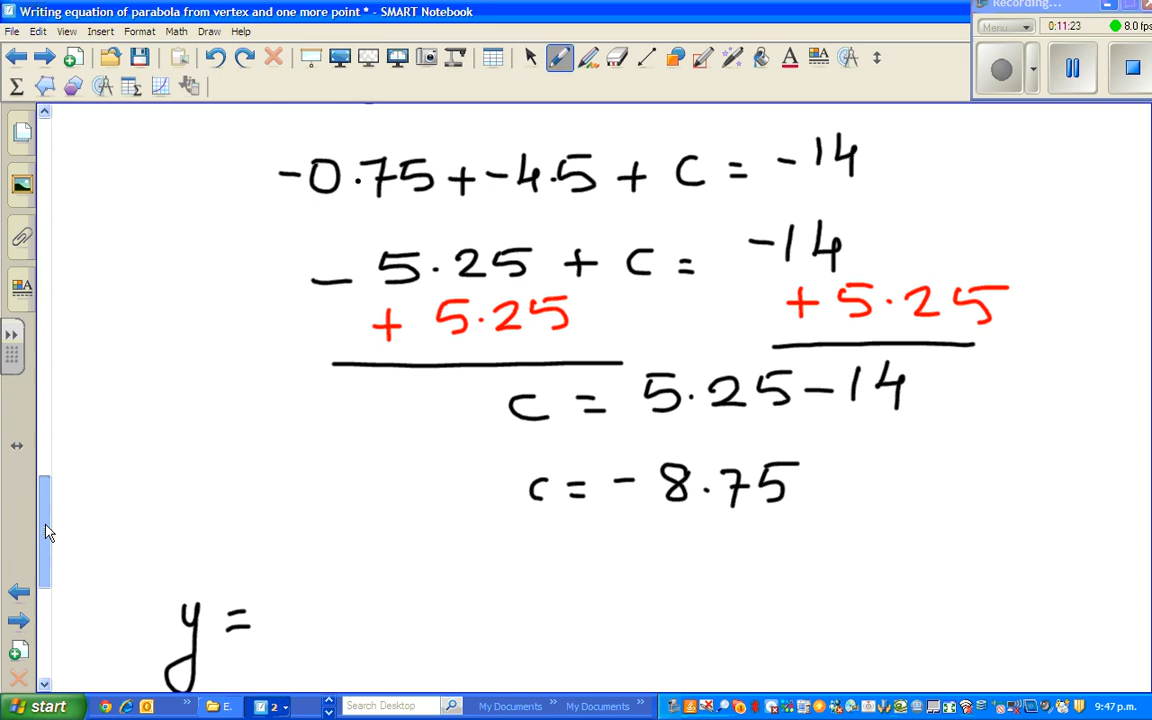 Writing equation of parabola from vertex and one more point * - SMART Notebook
Recording...
File Edit View Insert Format Math Draw Help
Menu 0:11:23 8.0 fps
-0.75+-4.5+c=-14
-5.25+c=-14
+5.25 +5.25
c=5.25-14
c=-8.75
y=
start E. 2 Search Desktop My Documents My Documents 9:47 p.m.